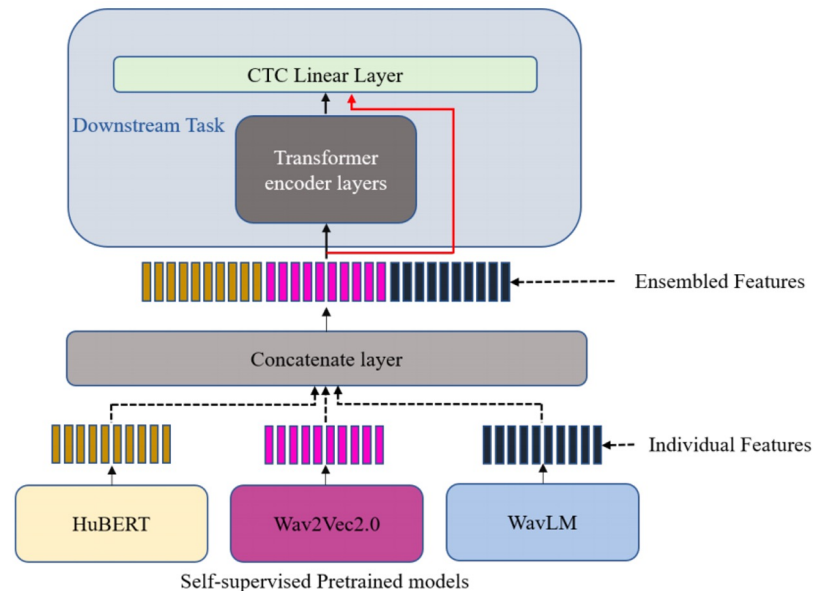 CTC Linear Layer
Downstream Task
Transformer
encoder layers
Ensembled Features
Concatenate layer
Individual Features
HuBERT
Wav2Vec2.0
WavLM
Self-supervised Pretrained models